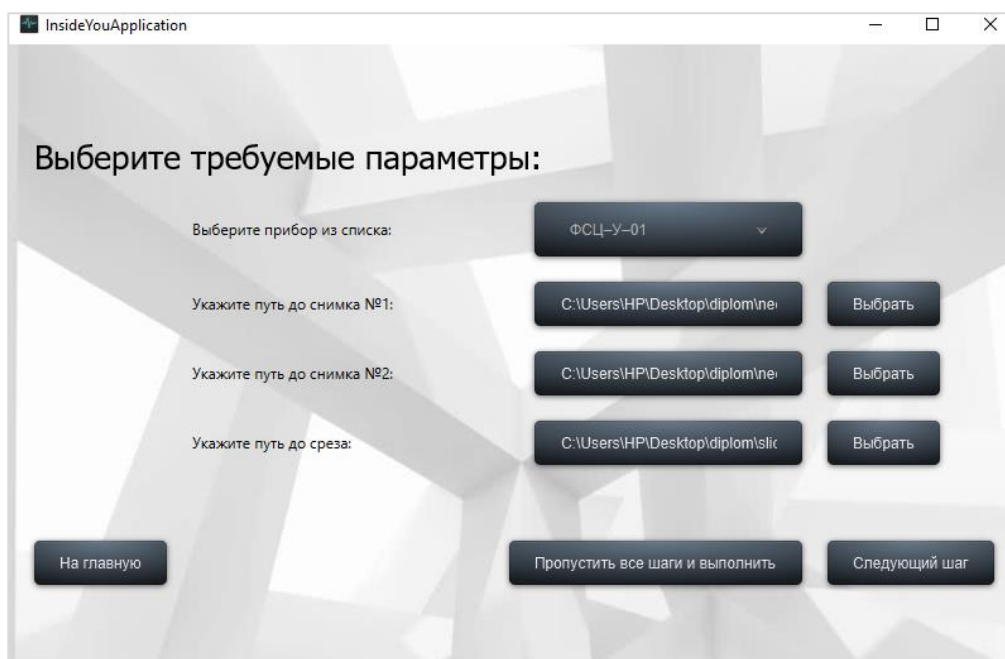 InsideYouApplication
Выберите требуемые параметры:
Выберите прибор из списка:
ФСЦ–У–01
Укажите путь до снимка №1:
C:\Users\HP\Desktop\diplom\ne
Выбрать
Укажите путь до снимка №2:
C:\Users\HP\Desktop\diplom\ne
Выбрать
Укажите путь до среза:
C:\Users\HP\Desktop\diplom\slic
Выбрать
На главную
Пропустить все шаги и выполнить
Следующий шаг